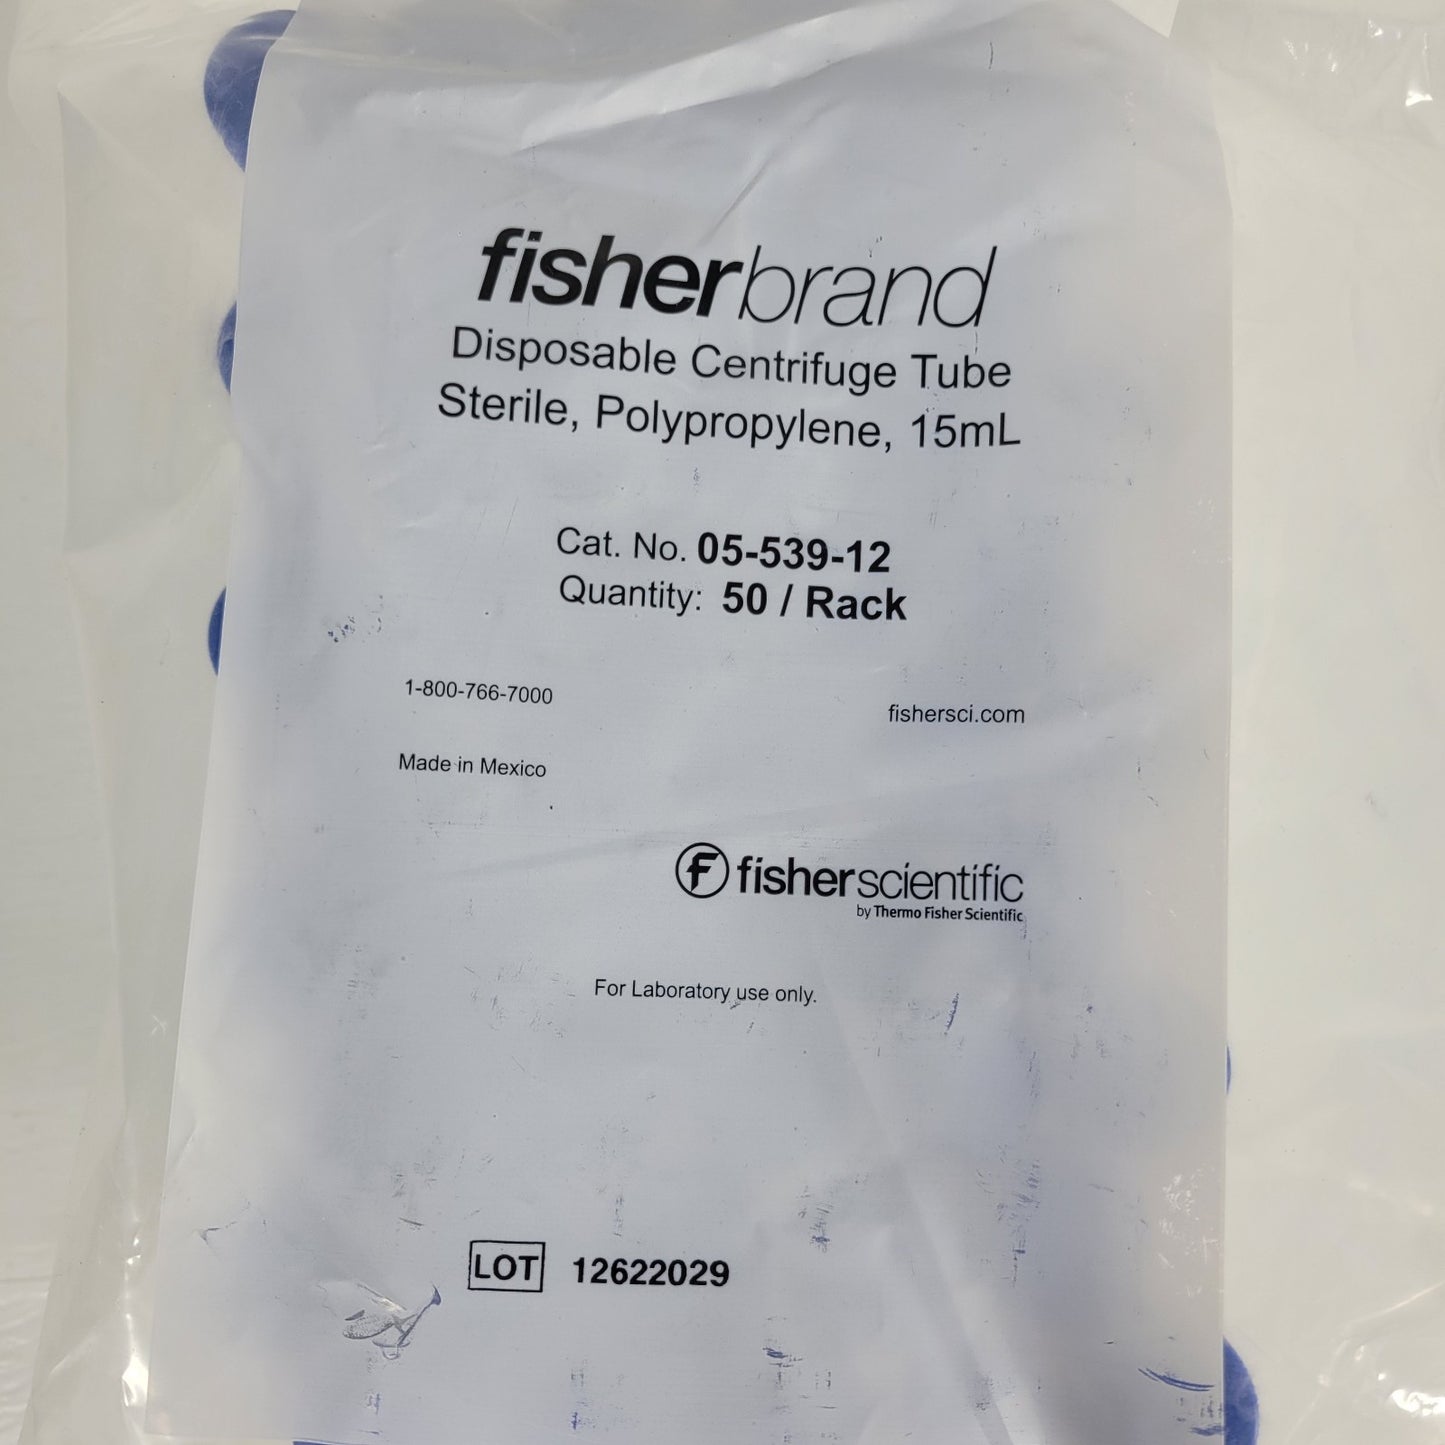 fisherbrand
Disposable Centrifuge Tube
Sterile, Polypropylene, 15mL
Cat. No. 05-539-12
Quantity: 50 / Rack
1-800-766-7000
fishersci.com
Made in Mexico
F fisherscientific
by Thermo Fisher Scientific
For Laboratory use only.
LOT 12622029